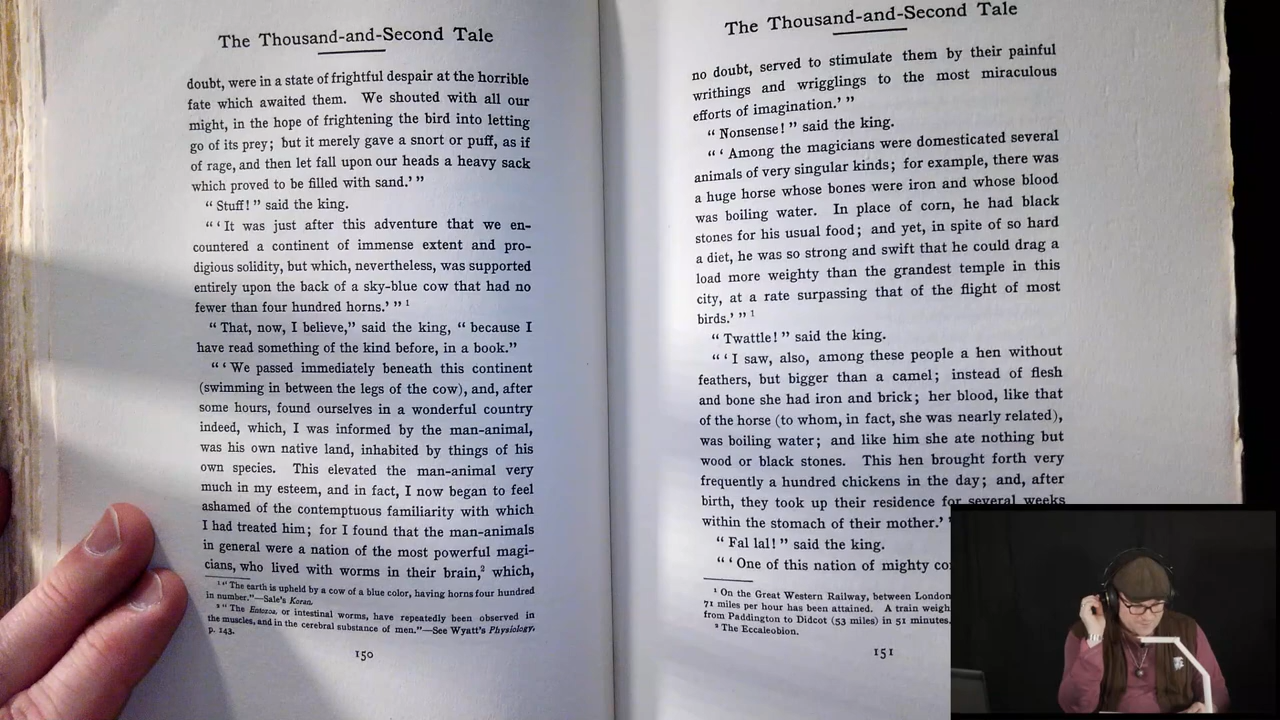 The Thousand-and-Second Tale
doubt, were in a state of frightful despair at the horrible
fate which awaited them. We shouted with all our
might, in the hope of frightening the bird into letting
go of its prey; but it merely gave a snort or puff, as if
of rage, and then let fall upon our heads a heavy sack
which proved to be filled with sand.’”
“Stuff!” said the king.
“‘It was just after this adventure that we en-
countered a continent of immense extent and pro-
digious solidity, but which, nevertheless, was supported
entirely upon the back of a sky-blue cow that had no
fewer than four hundred horns.’”¹
“That, now, I believe,” said the king, “because I
have read something of the kind before, in a book.”
“‘We passed immediately beneath this continent
(swimming in between the legs of the cow), and, after
some hours, found ourselves in a wonderful country
indeed, which, I was informed by the man-animal,
was his own native land, inhabited by things of his
own species. This elevated the man-animal very
much in my esteem, and in fact, I now began to feel
ashamed of the contemptuous familiarity with which
I had treated him; for I found that the man-animals
in general were a nation of the most powerful magi-
cians, who lived with worms in their brain,² which,
¹ “The earth is upheld by a cow of a blue color, having horns four hundred
in number.”—Sale’s Koran.
² “The Entozoa, or intestinal worms, have repeatedly been observed in
the muscles, and in the cerebral substance of men.”—See Wyatt’s Physiology,
p. 143.
150
The Thousand-and-Second Tale
no doubt, served to stimulate them by their painful
writhings and wrigglings to the most miraculous
efforts of imagination.’”
“Nonsense!” said the king.
“‘Among the magicians were domesticated several
animals of very singular kinds; for example, there was
a huge horse whose bones were iron and whose blood
was boiling water. In place of corn, he had black
stones for his usual food; and yet, in spite of so hard
a diet, he was so strong and swift that he could drag a
load more weighty than the grandest temple in this
city, at a rate surpassing that of the flight of most
birds.’”¹
“Twattle!” said the king.
“‘I saw, also, among these people a hen without
feathers, but bigger than a camel; instead of flesh
and bone she had iron and brick; her blood, like that
of the horse (to whom, in fact, she was nearly related),
was boiling water; and like him she ate nothing but
wood or black stones. This hen brought forth very
frequently a hundred chickens in the day; and, after
birth, they took up their residence for several weeks
within the stomach of their mother.’
“Fal lal!” said the king.
“‘One of this nation of mighty
¹ On the Great Western Railway, between London
71 miles per hour has been attained. A train
from Paddington to Didcot (53 miles) in 51 minutes.
² The Eccaleobion.
151